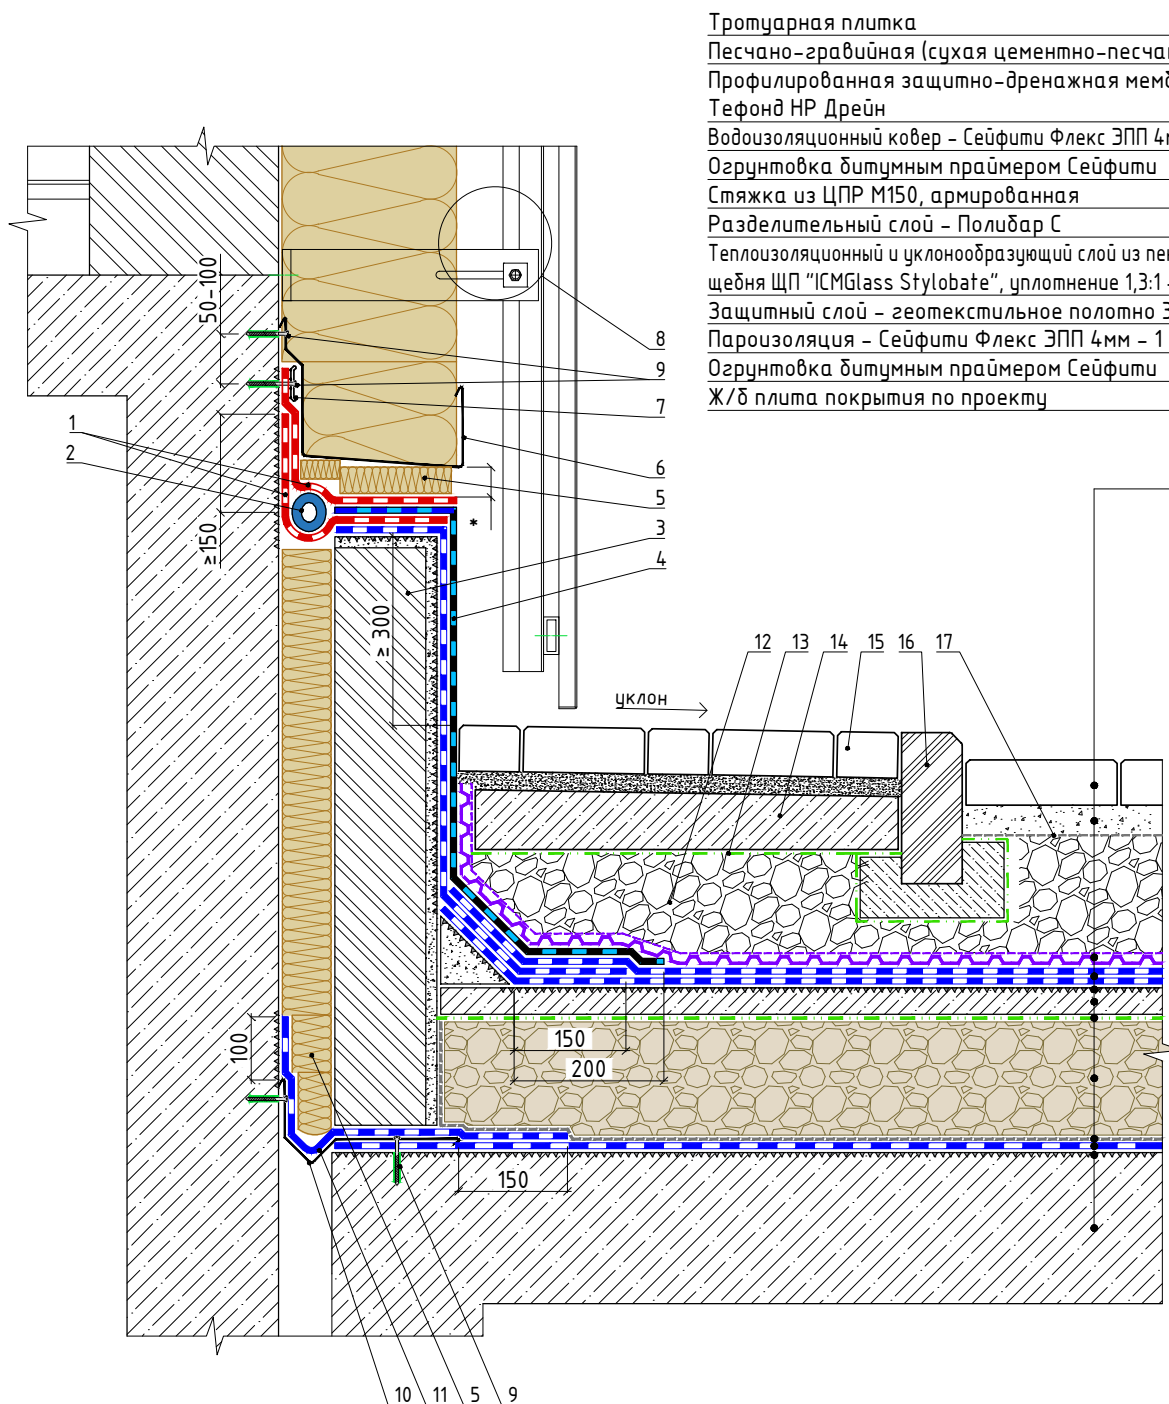 Тротуарная плитка
Песчано-гравийная (сухая цементно-песча
Профилированная защитно-дренажная мемб
Тефонд HP Дрейн
Водоизоляционный ковер - Сейфити Флекс ЭПП 4м
Огрунтовка битумным праймером Сейфити
Стяжка из ЦПР М150, армированная
Разделительный слой - Полибар С
Теплоизоляционный и уклонообразующий слой из пен
щебня ЩП "ICMGlass Stylobate", уплотнение 1,3:1 -
Защитный слой - геотекстильное полотно Э
Пароизоляция - Сейфити Флекс ЭПП 4мм - 1
Огрунтовка битумным праймером Сейфити
Ж/б плита покрытия по проекту
50-100
8
9
7
1
2
6
5
*
3
≥150
4
≥ 300
12 13 14 15 16 17
уклон
100
150
200
150
10 11 5 9